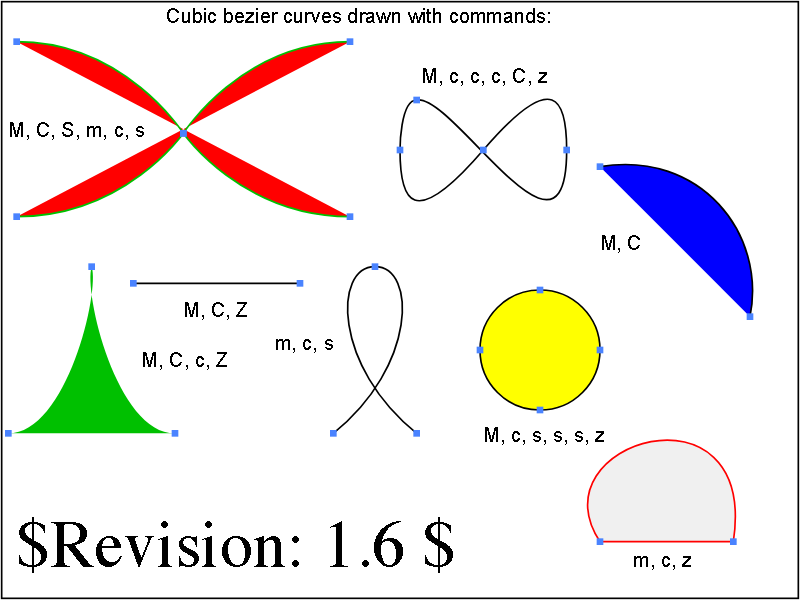 Cubic bezier curves drawn with commands:
M, c, c, c, C, z
M, C, S, m, c, s
M, C
M, C, Z
m, c, s
M, C, c, Z
M, c, s, s, s, z
$Revision: 1.6 $
m, c, z